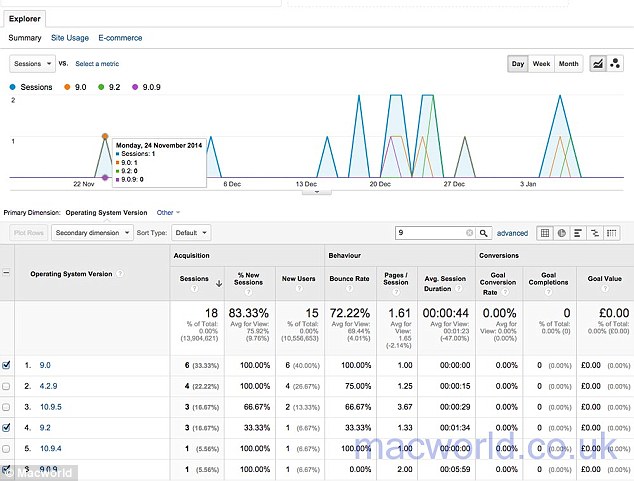 Explorer
Summary Site Usage E-commerce
Sessions VS. Select a metric Day Week Month
Sessions 9.0 9.2 9.0.9
2
1
Monday, 24 November 2014
Sessions: 1
9.0: 1
9.2: 0
9.0.9: 0
22 Nov 6 Dec 13 Dec 20 Dec 27 Dec 3 Jan
Primary Dimension: Operating System Version Other
Plot Rows Secondary dimension Sort Type: Default 9 advanced
Operating System Version
Acquisition Behaviour Conversions
Sessions % New Sessions New Users Bounce Rate Pages / Session Avg. Session Duration Goal Conversion Rate Goal Completions Goal Value
18 83.33% 15 72.22% 1.61 00:00:44 0.00% 0 £0.00
% of Total: 0.00% (13,904,621) Avg for View: 75.92% (9.76%) % of Total: 0.00% (10,556,653) Avg for View: 69.44% (4.01%) Avg for View: 1.65 (-2.14%) Avg for View: 00:01:23 (-47.00%) Avg for View: 0.00% (0.00%) % of Total: 0.00% (0) % of Total: 0.00% (£0.00)
1. 9.0 6 (33.33%) 100.00% 6 (40.00%) 100.00% 1.00 00:00:00 0.00% 0 (0.00%) £0.00 (0.00%)
2. 4.2.9 4 (22.22%) 100.00% 4 (26.67%) 75.00% 1.25 00:00:15 0.00% 0 (0.00%) £0.00 (0.00%)
3. 10.9.5 3 (16.67%) 66.67% 2 (13.33%) 66.67% 3.67 00:00:29 0.00% 0 (0.00%) £0.00 (0.00%)
4. 9.2 3 (16.67%) 33.33% 1 (6.67%) 33.33% 1.33 00:01:34 0.00% 0 (0.00%) £0.00 (0.00%)
5. 10.9.4 1 (5.56%) 100.00% 1 (6.67%) 100.00% 1.00 00:00:00 0.00% 0 (0.00%) £0.00 (0.00%)
9.0.9 1 (5.56%) 100.00% 1 (6.67%) 0.00% 2.00 00:05:59 0.00% 0 (0.00%) £0.00 (0.00%)
macworld.co.uk
© Macworld